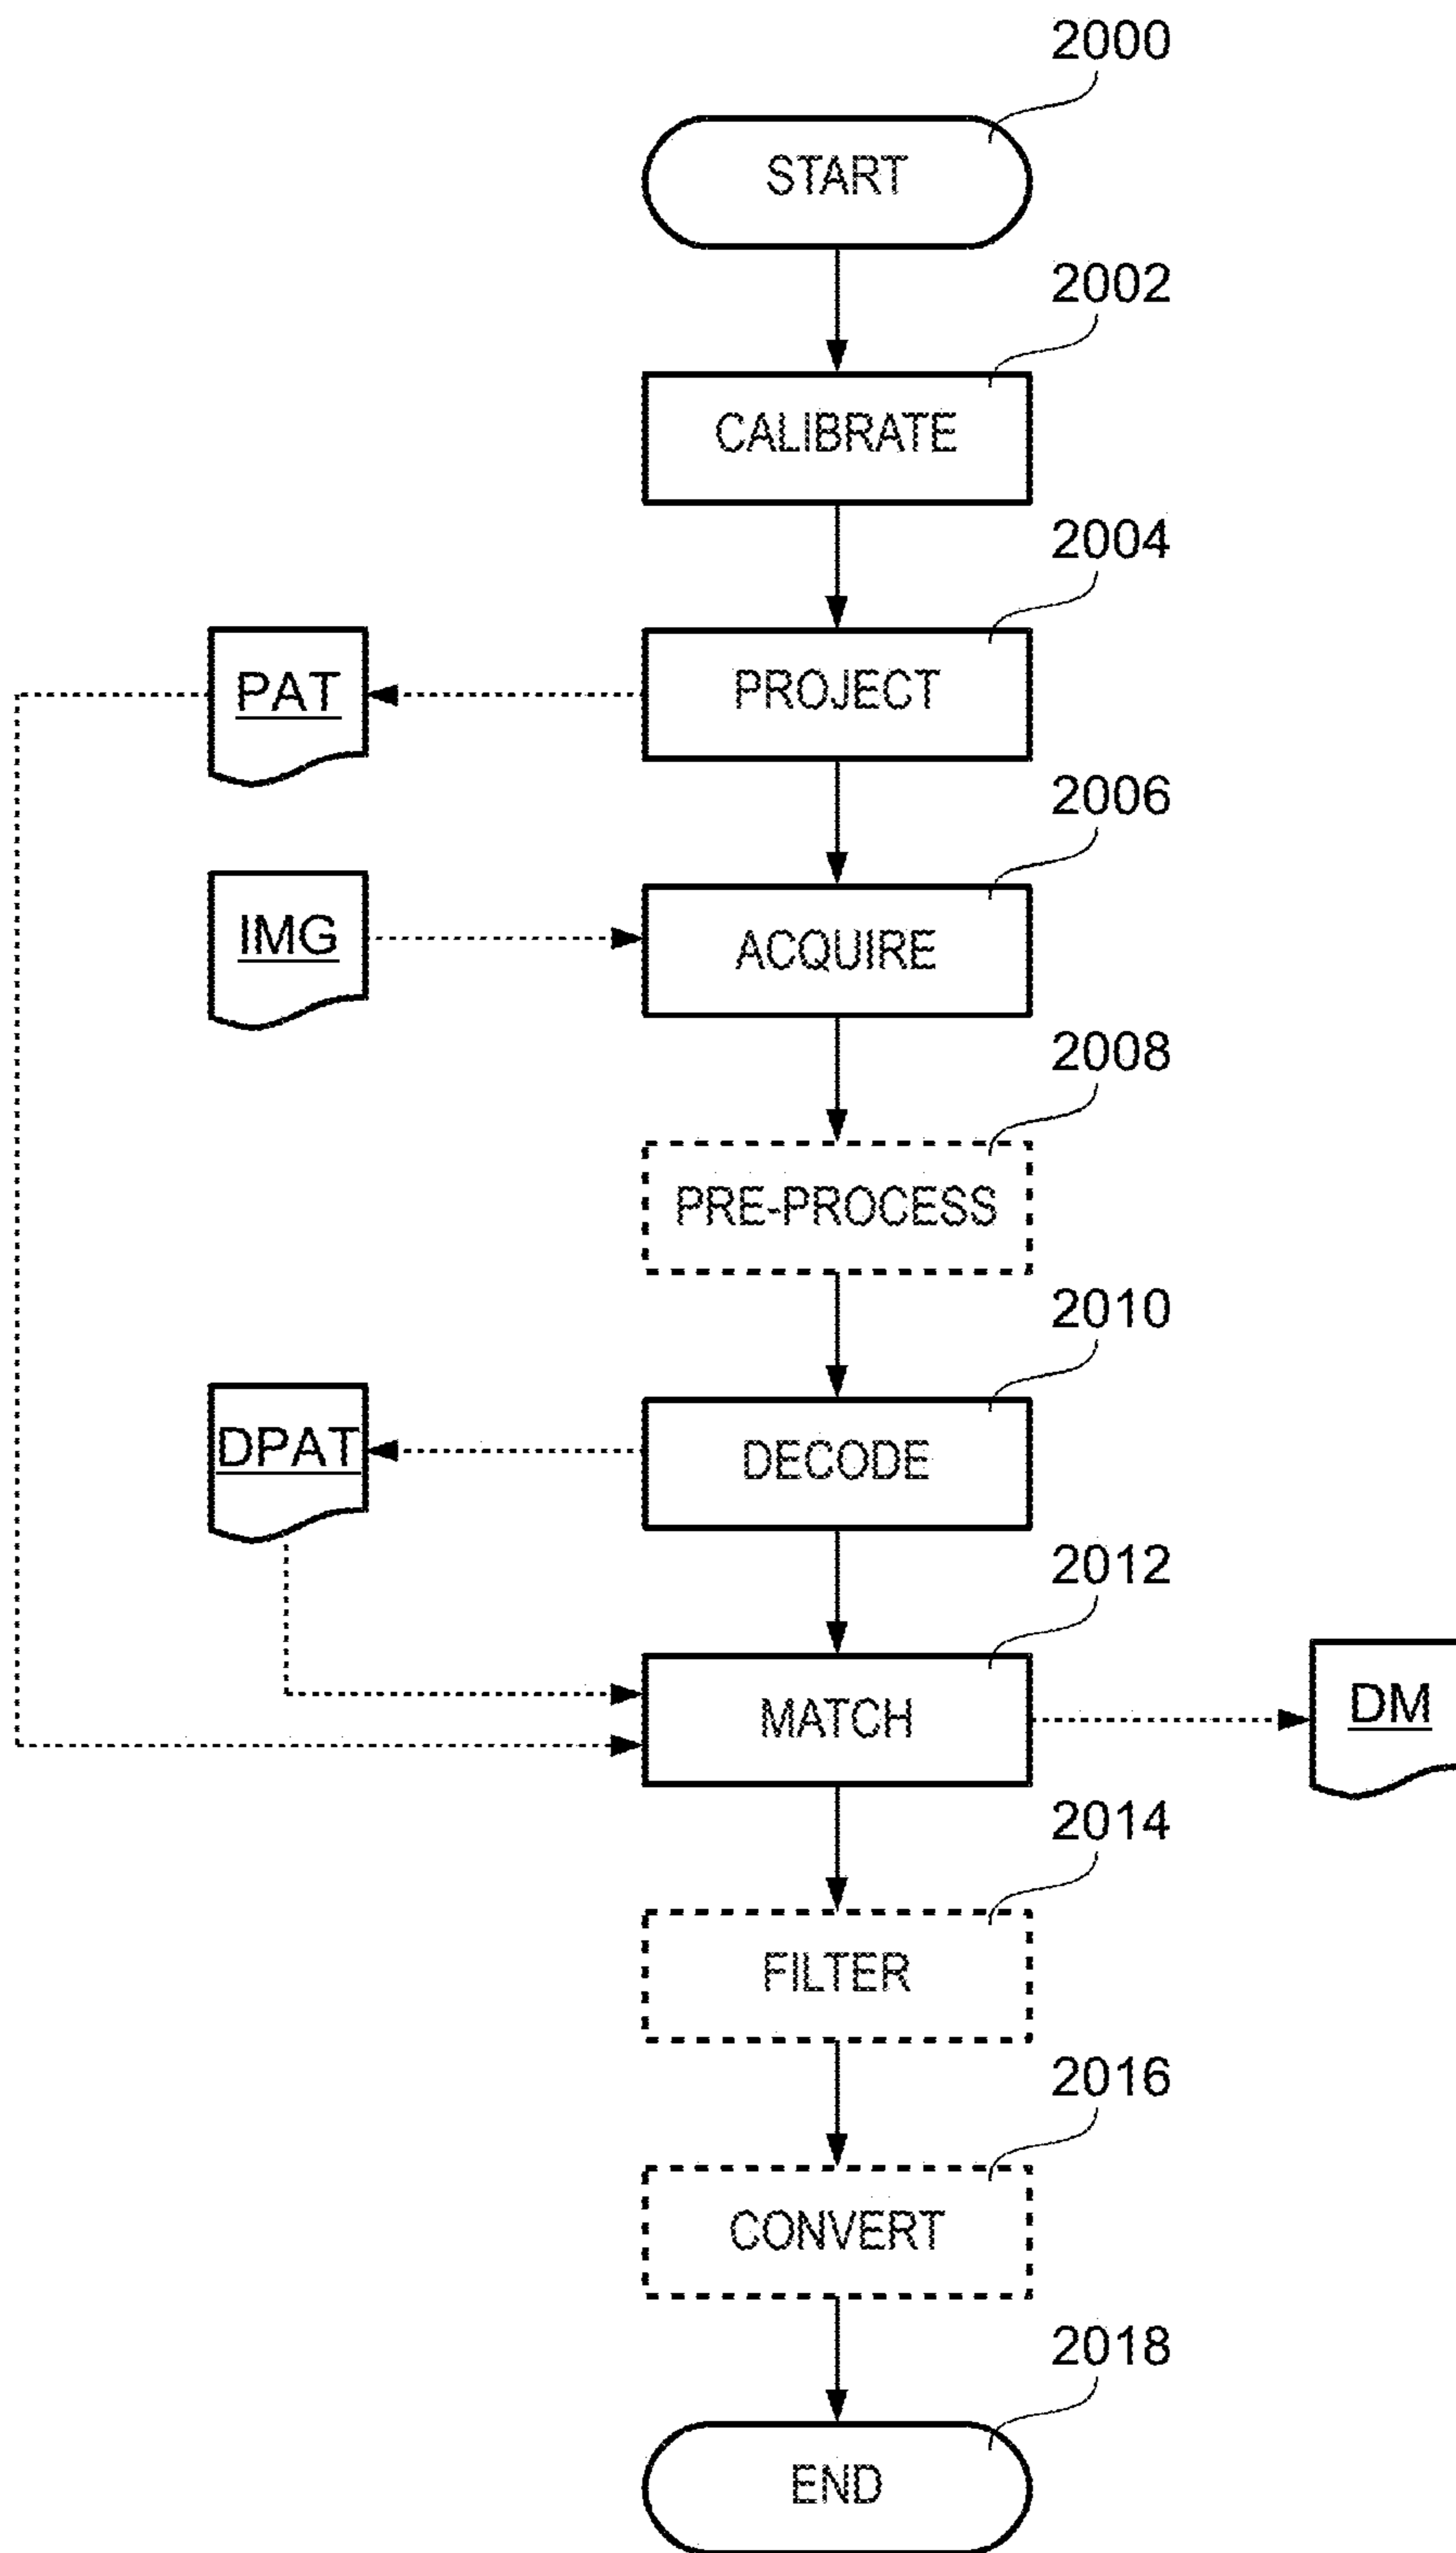 2000
START
2002
CALIBRATE
2004
PAT
PROJECT
2006
IMG
ACQUIRE
2008
PRE-PROCESS
2010
DPAT
DECODE
2012
MATCH
DM
2014
FILTER
2016
CONVERT
2018
END